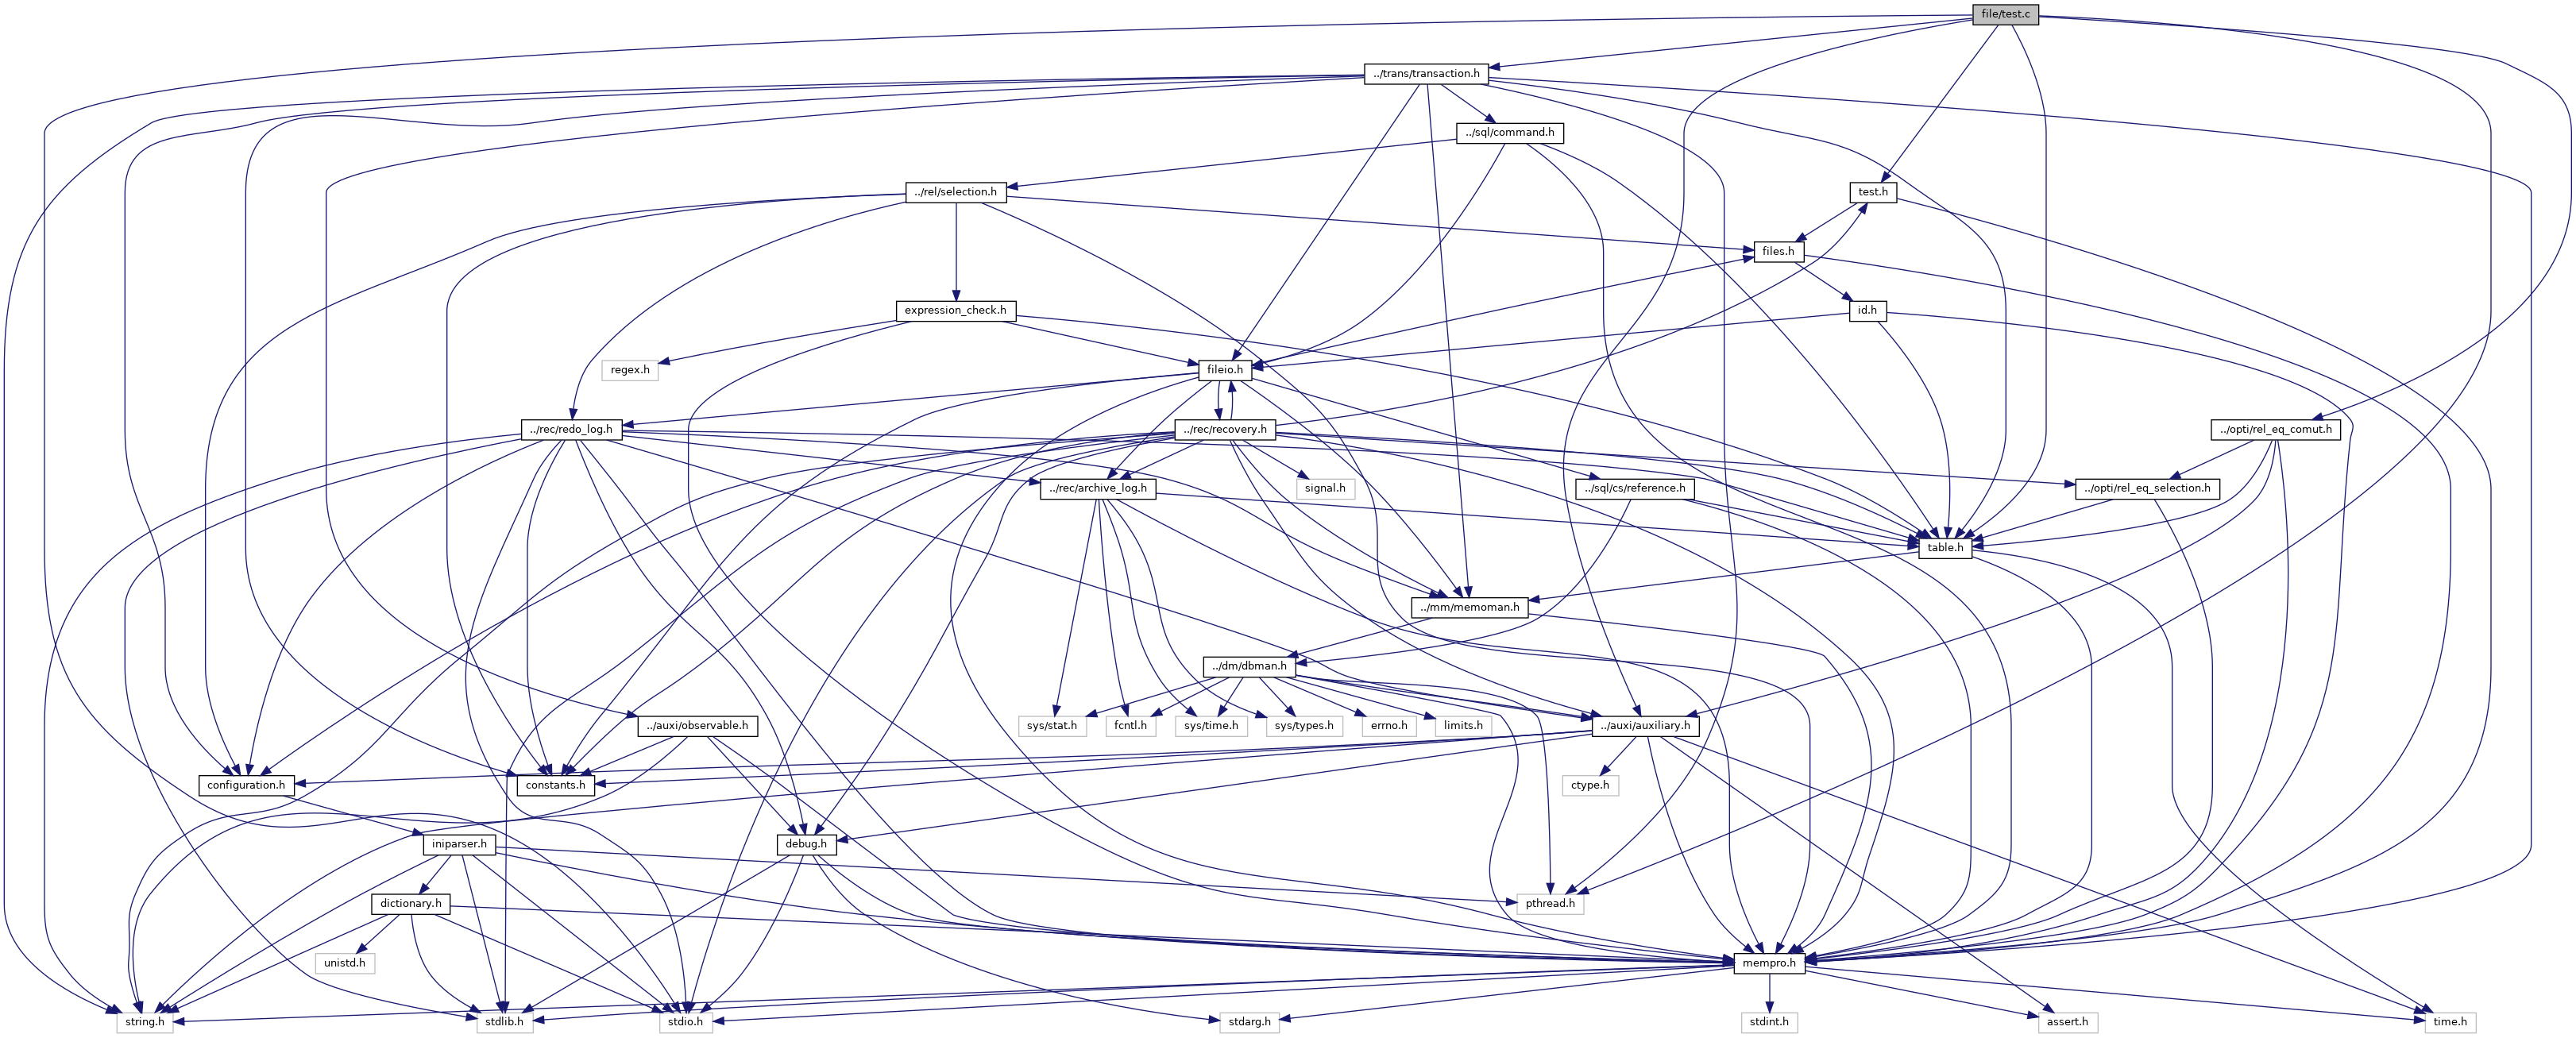 file/test.c
../trans/transaction.h
../sql/command.h
../rel/selection.h
test.h
files.h
expression_check.h
id.h
regex.h
fileio.h
../rec/redo_log.h
../rec/recovery.h
../opti/rel_eq_comut.h
../rec/archive_log.h
signal.h
../sql/cs/reference.h
../opti/rel_eq_selection.h
table.h
../mm/memoman.h
../dm/dbman.h
../auxi/observable.h
sys/stat.h
fcntl.h
sys/time.h
sys/types.h
errno.h
limits.h
../auxi/auxiliary.h
configuration.h
constants.h
ctype.h
iniparser.h
debug.h
dictionary.h
pthread.h
unistd.h
mempro.h
string.h
stdlib.h
stdio.h
stdarg.h
stdint.h
assert.h
time.h